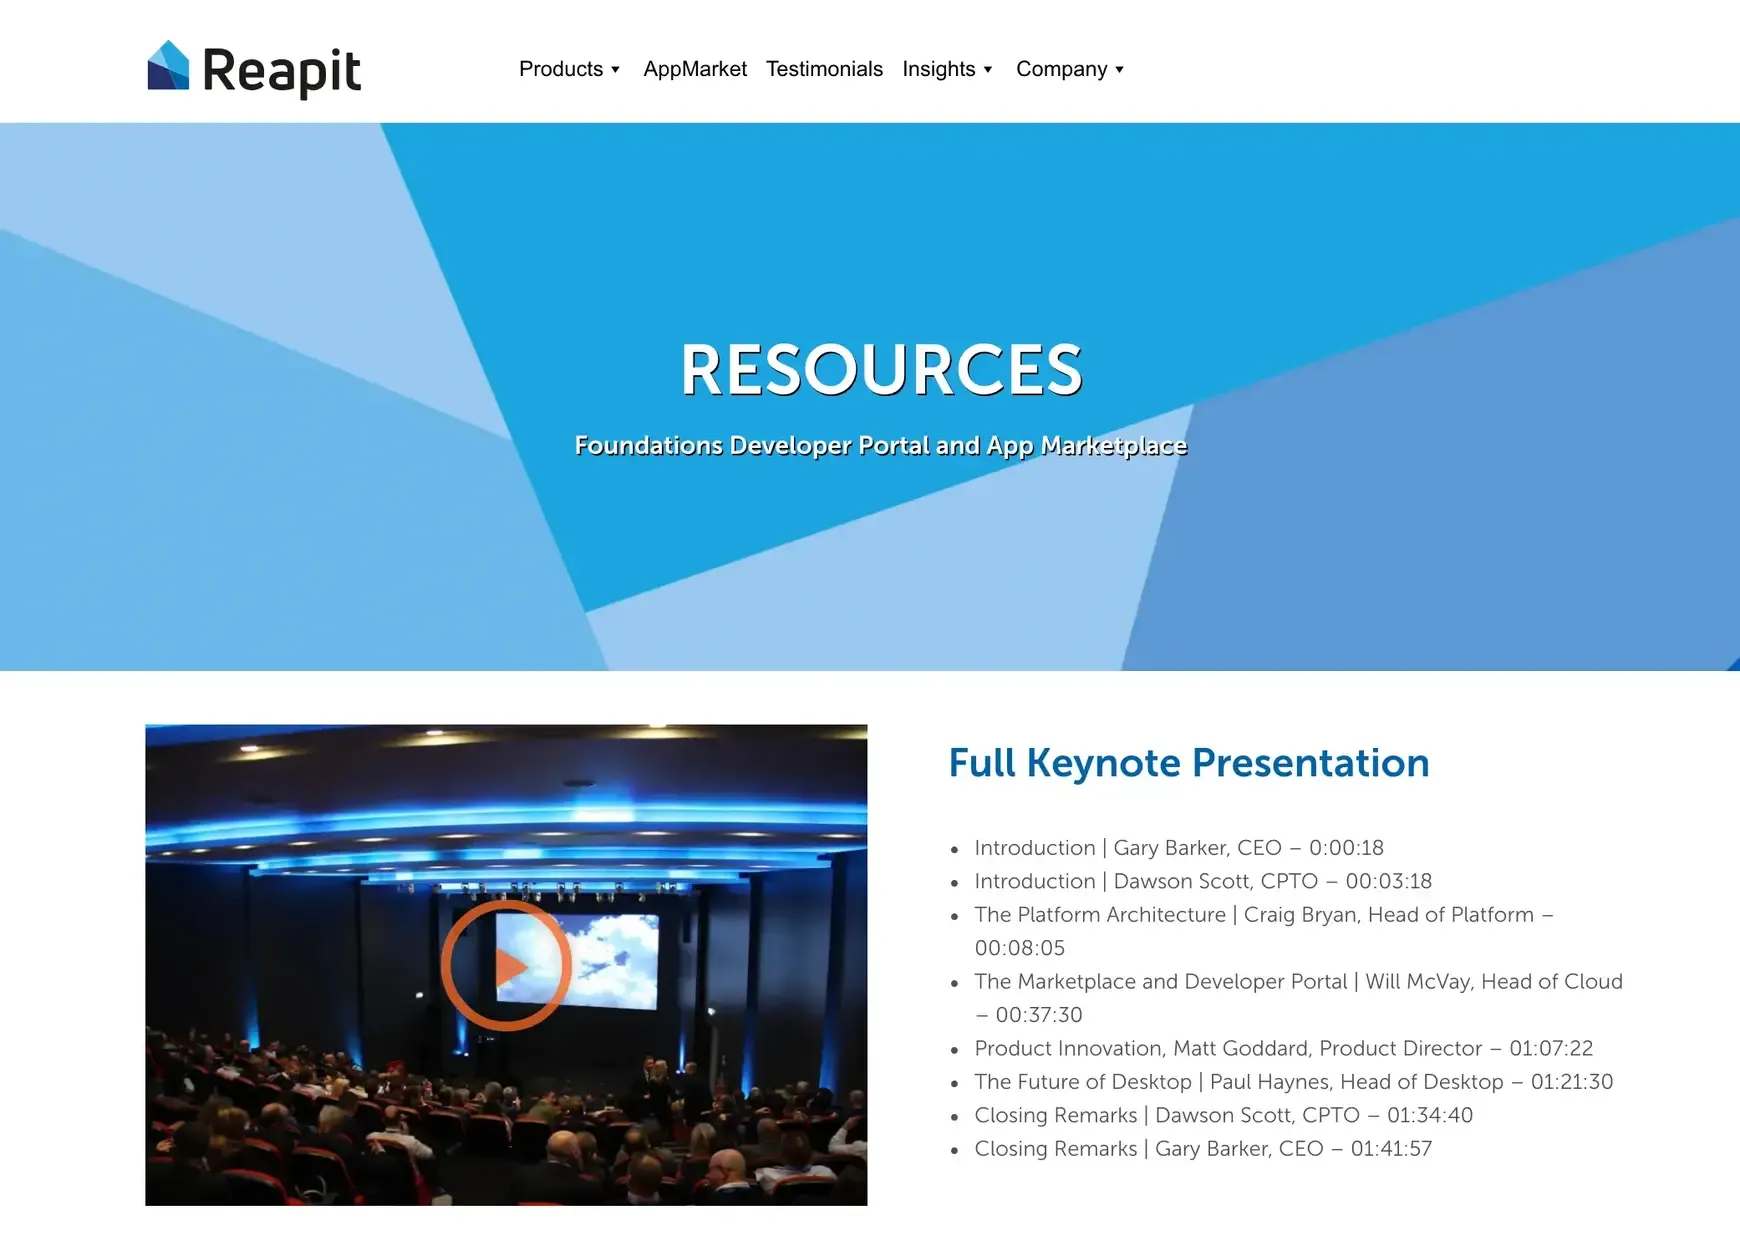 Reapit
Products ▾ AppMarket Testimonials Insights ▾ Company ▾
RESOURCES
Foundations Developer Portal and App Marketplace
Full Keynote Presentation
• Introduction | Gary Barker, CEO – 0:00:18
• Introduction | Dawson Scott, CPTO – 00:03:18
• The Platform Architecture | Craig Bryan, Head of Platform –
00:08:05
• The Marketplace and Developer Portal | Will McVay, Head of Cloud
– 00:37:30
• Product Innovation, Matt Goddard, Product Director – 01:07:22
• The Future of Desktop | Paul Haynes, Head of Desktop – 01:21:30
• Closing Remarks | Dawson Scott, CPTO – 01:34:40
• Closing Remarks | Gary Barker, CEO – 01:41:57